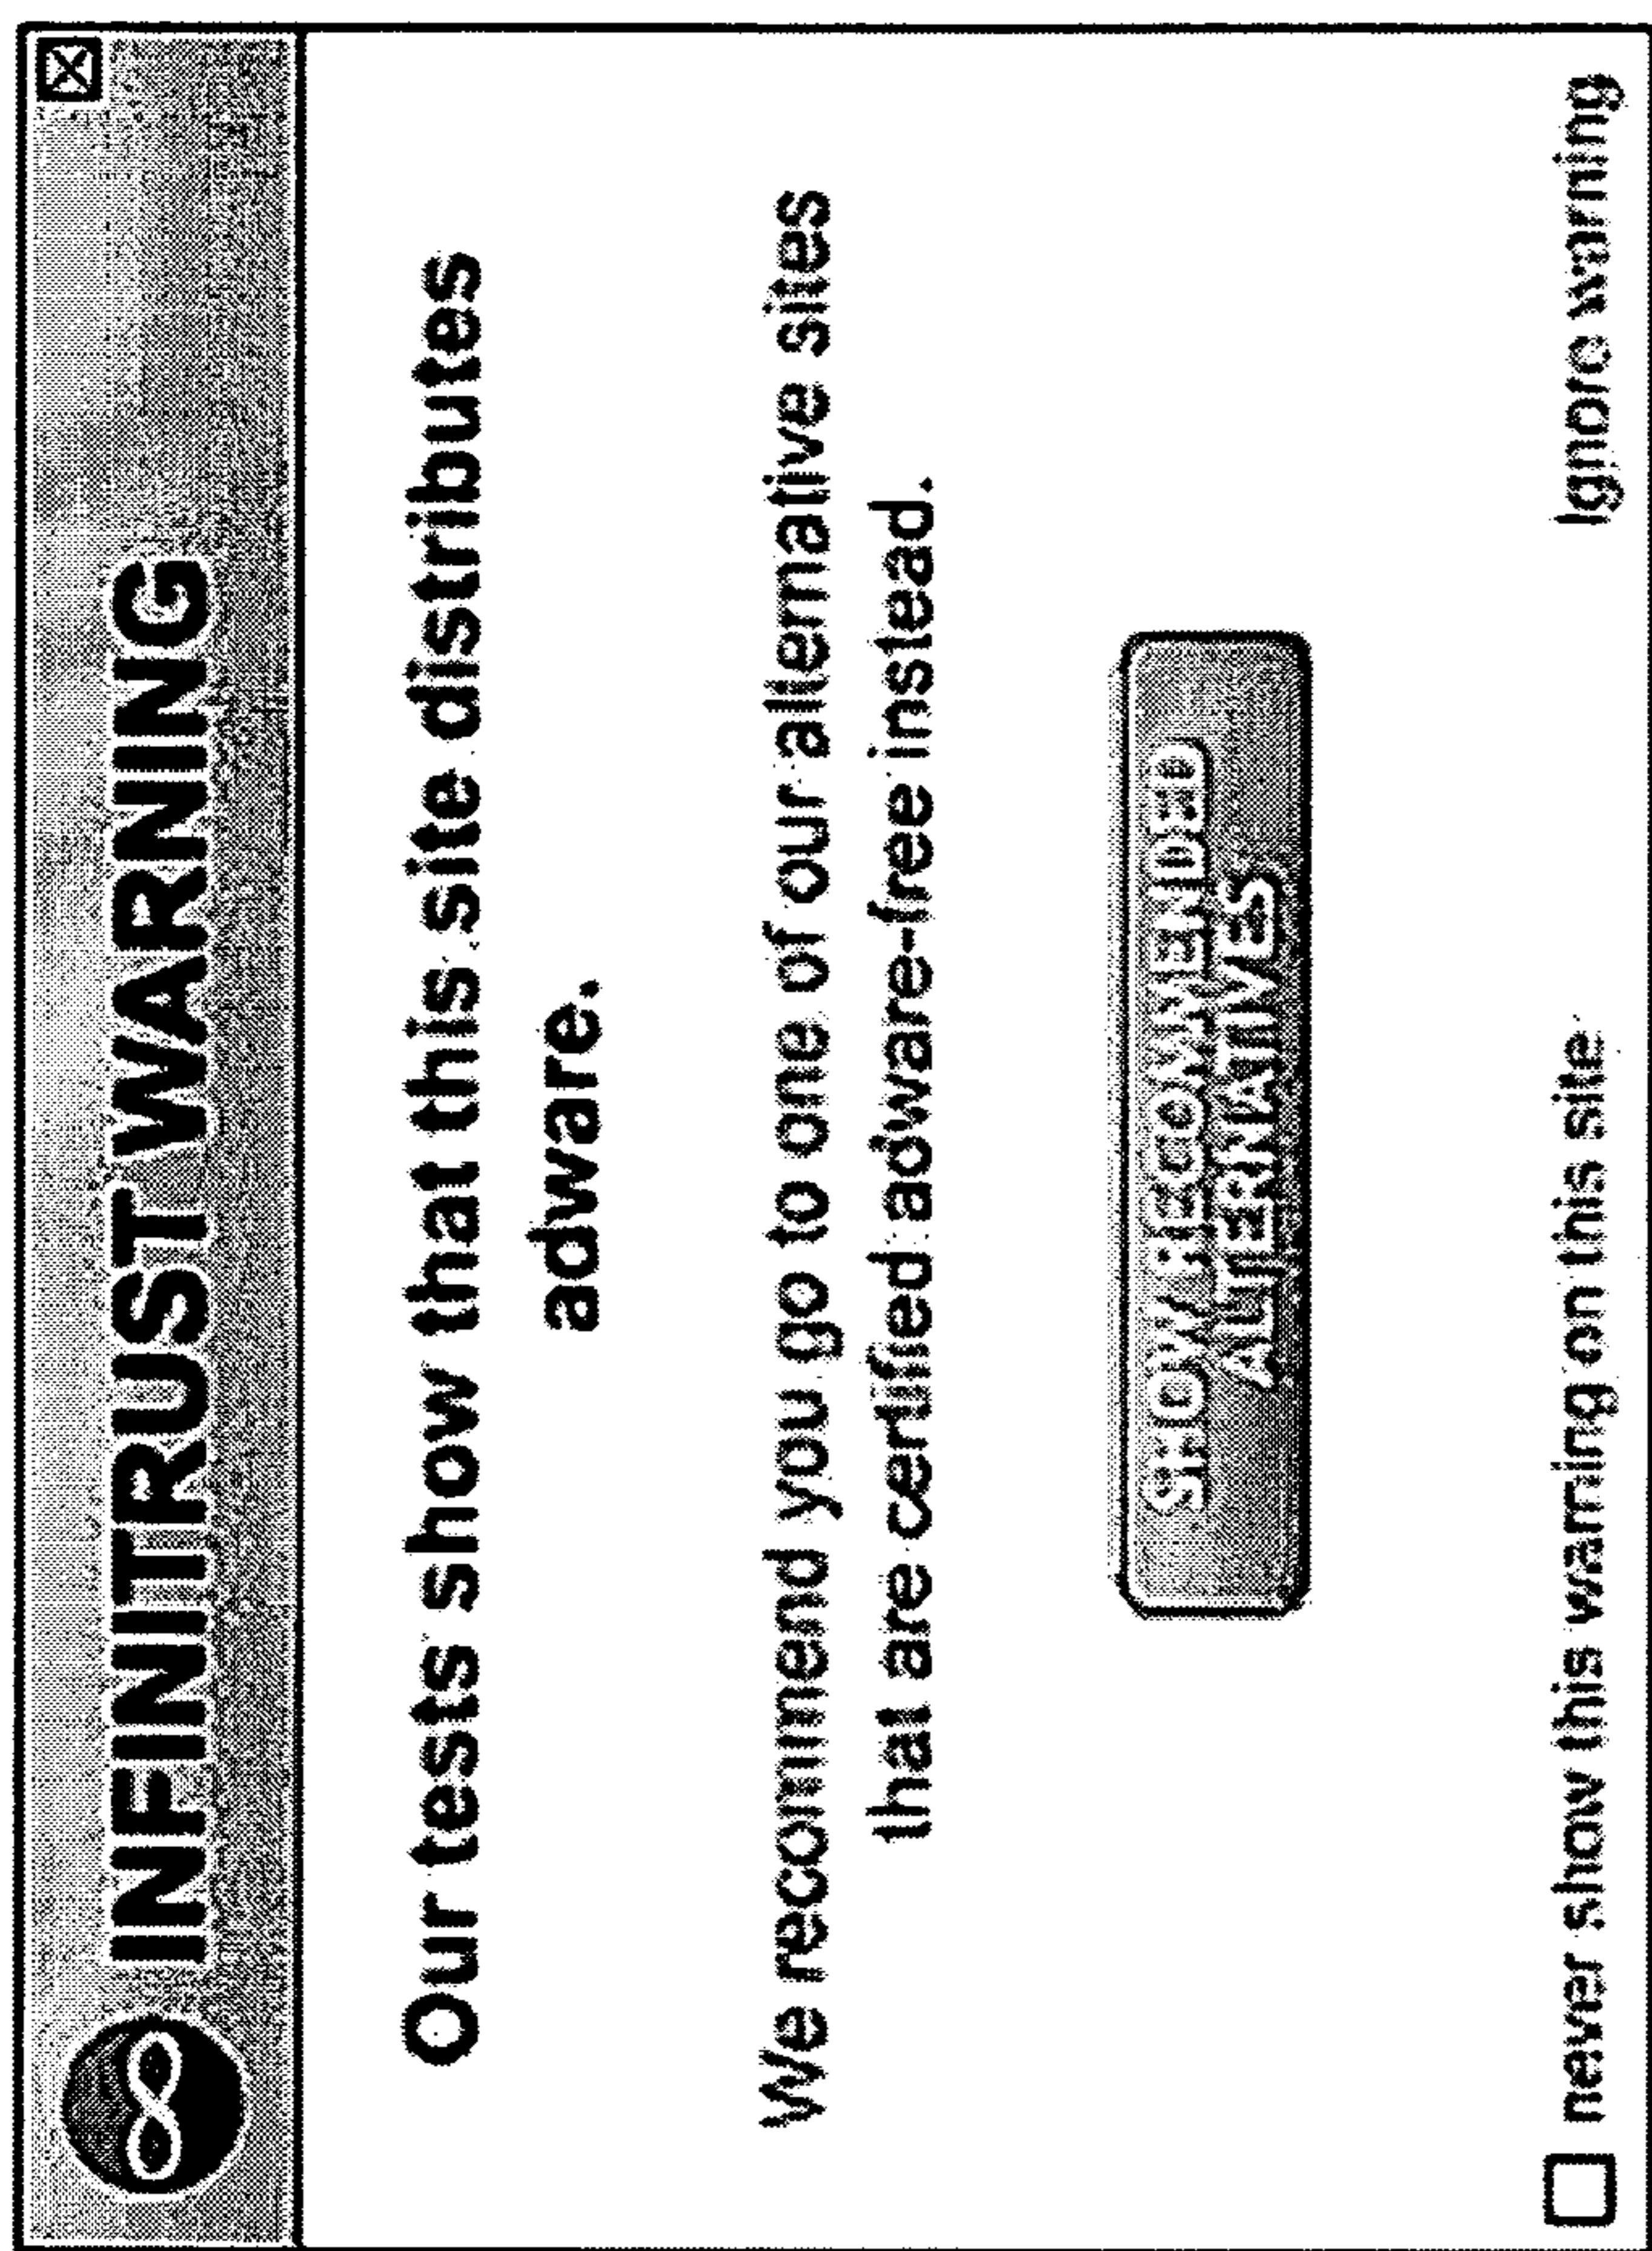 INFINITRUST WARNING
Our tests show that this site distributes
adware.
We recommend you go to one of our alternative sites
that are certified adware-free instead.
SHOW RECOMMENDED
ALTERNATIVES
never show this warning on this site
Ignore warning